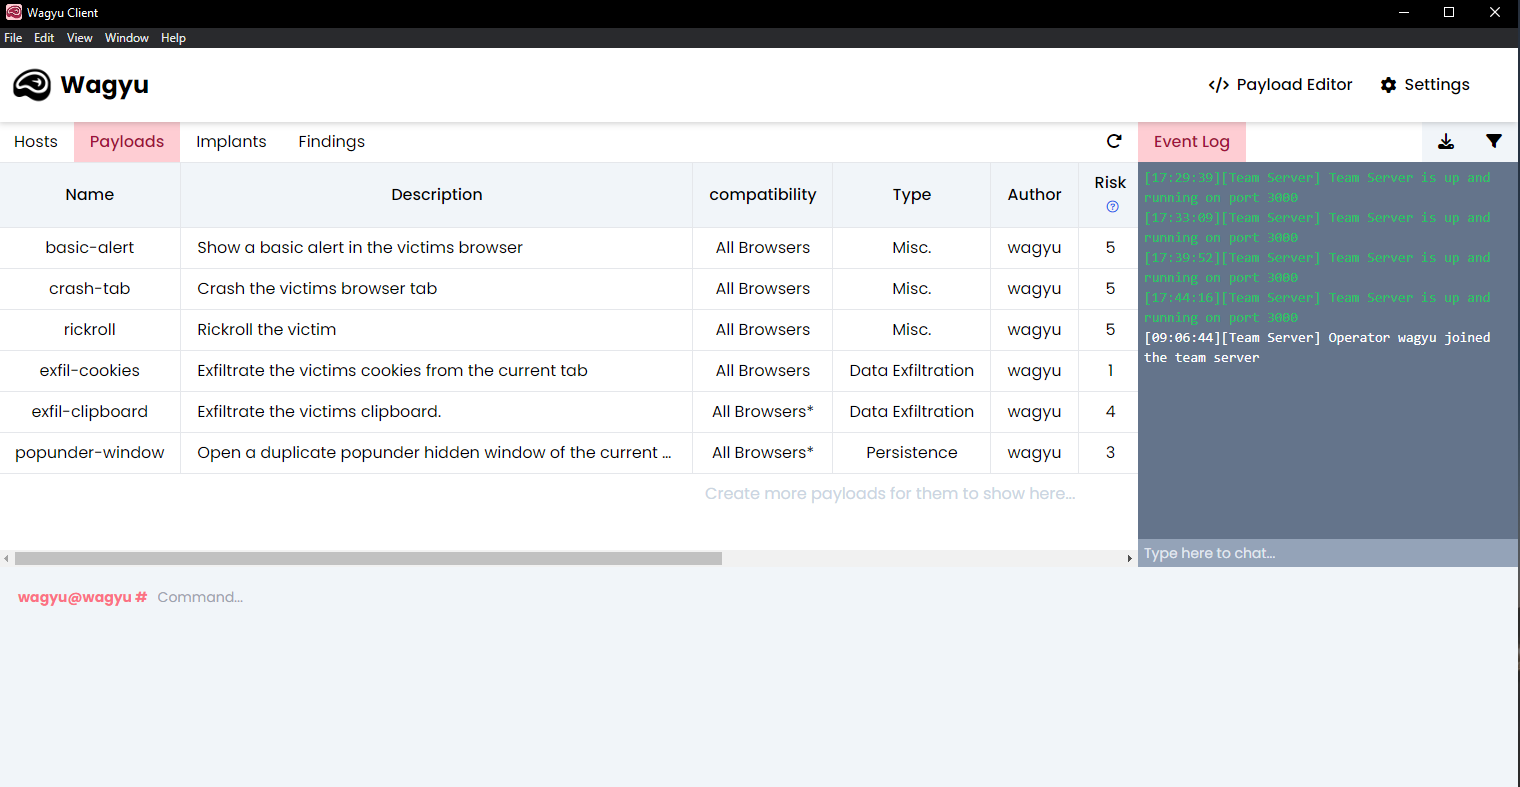 Wagyu Client
File Edit View Window Help
Wagyu
</> Payload Editor Settings
Hosts Payloads Implants Findings
Name Description compatibility Type Author Risk
basic-alert Show a basic alert in the victims browser All Browsers Misc. wagyu 5
crash-tab Crash the victims browser tab All Browsers Misc. wagyu 5
rickroll Rickroll the victim All Browsers Misc. wagyu 5
exfil-cookies Exfiltrate the victims cookies from the current tab All Browsers Data Exfiltration wagyu 1
exfil-clipboard Exfiltrate the victims clipboard. All Browsers* Data Exfiltration wagyu 4
popunder-window Open a duplicate popunder hidden window of the current ... All Browsers* Persistence wagyu 3
Create more payloads for them to show here...
Event Log
[17:29:39][Team Server] Team Server is up and
running on port 3000
[17:33:09][Team Server] Team Server is up and
running on port 3000
[17:39:52][Team Server] Team Server is up and
running on port 3000
[17:44:16][Team Server] Team Server is up and
running on port 3000
[09:06:44][Team Server] Operator wagyu joined
the team server
Type here to chat...
wagyu@wagyu # Command...